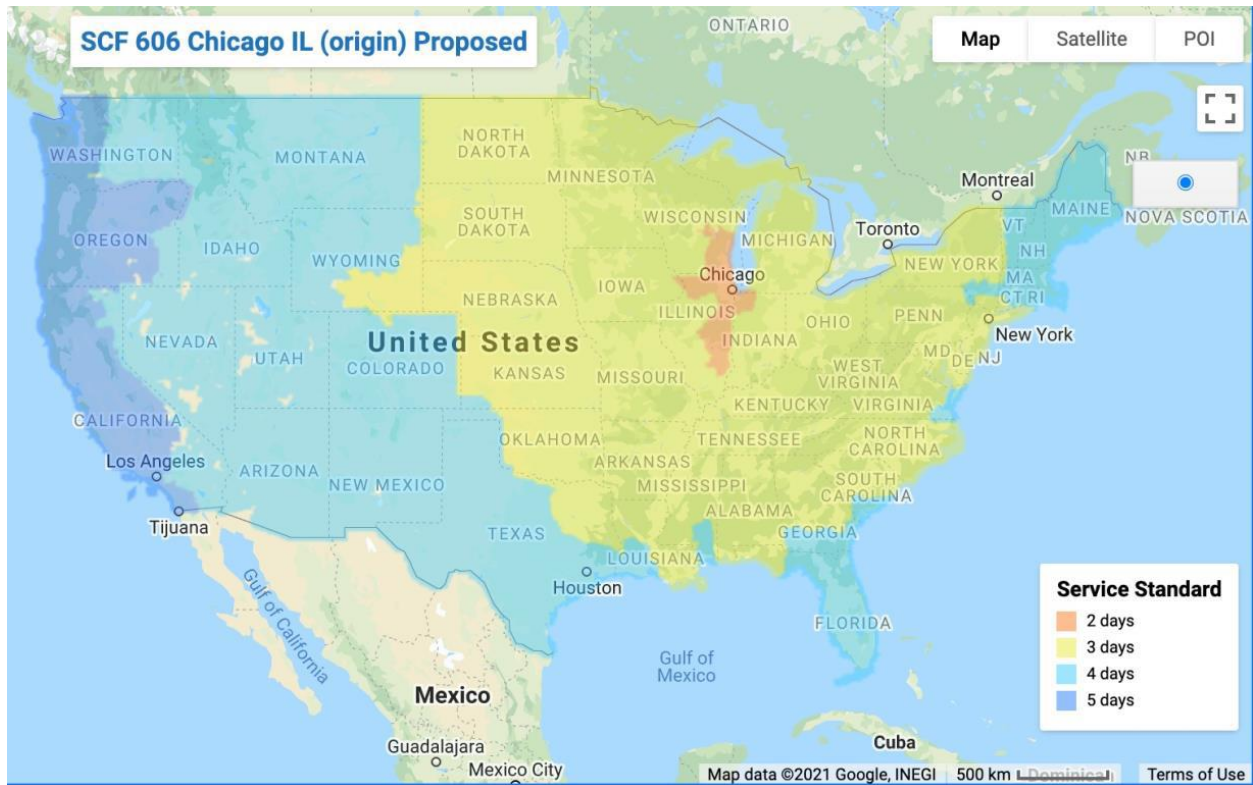 SCF 606 Chicago IL (origin) Proposed
Map
Satellite
POI
ONTARIO
WASHINGTON
MONTANA
NORTH
DAKOTA
MINNESOTA
Montreal
NB
OREGON
IDAHO
WYOMING
SOUTH
DAKOTA
WISCONSIN
MICHIGAN
Toronto
VT
MAINE
NOVA SCOTIA
NH
NEVADA
UTAH
United States
COLORADO
NEBRASKA
IOWA
Chicago
ILLINOIS
INDIANA
OHIO
PENN
NEW YORK
MA
CT RI
New York
KANSAS
MISSOURI
WEST
VIRGINIA
MD
DE
NJ
KENTUCKY
VIRGINIA
CALIFORNIA
Los Angeles
ARIZONA
NEW MEXICO
OKLAHOMA
ARKANSAS
TENNESSEE
NORTH
CAROLINA
MISSISSIPPI
ALABAMA
SOUTH
CAROLINA
GEORGIA
Tijuana
TEXAS
LOUISIANA
Houston
FLORIDA
Gulf of California
Gulf of
Mexico
Mexico
Guadalajara
Mexico City
Cuba
Service Standard
2 days
3 days
4 days
5 days
Map data ©2021 Google, INEGI
500 km
Dominican
Terms of Use